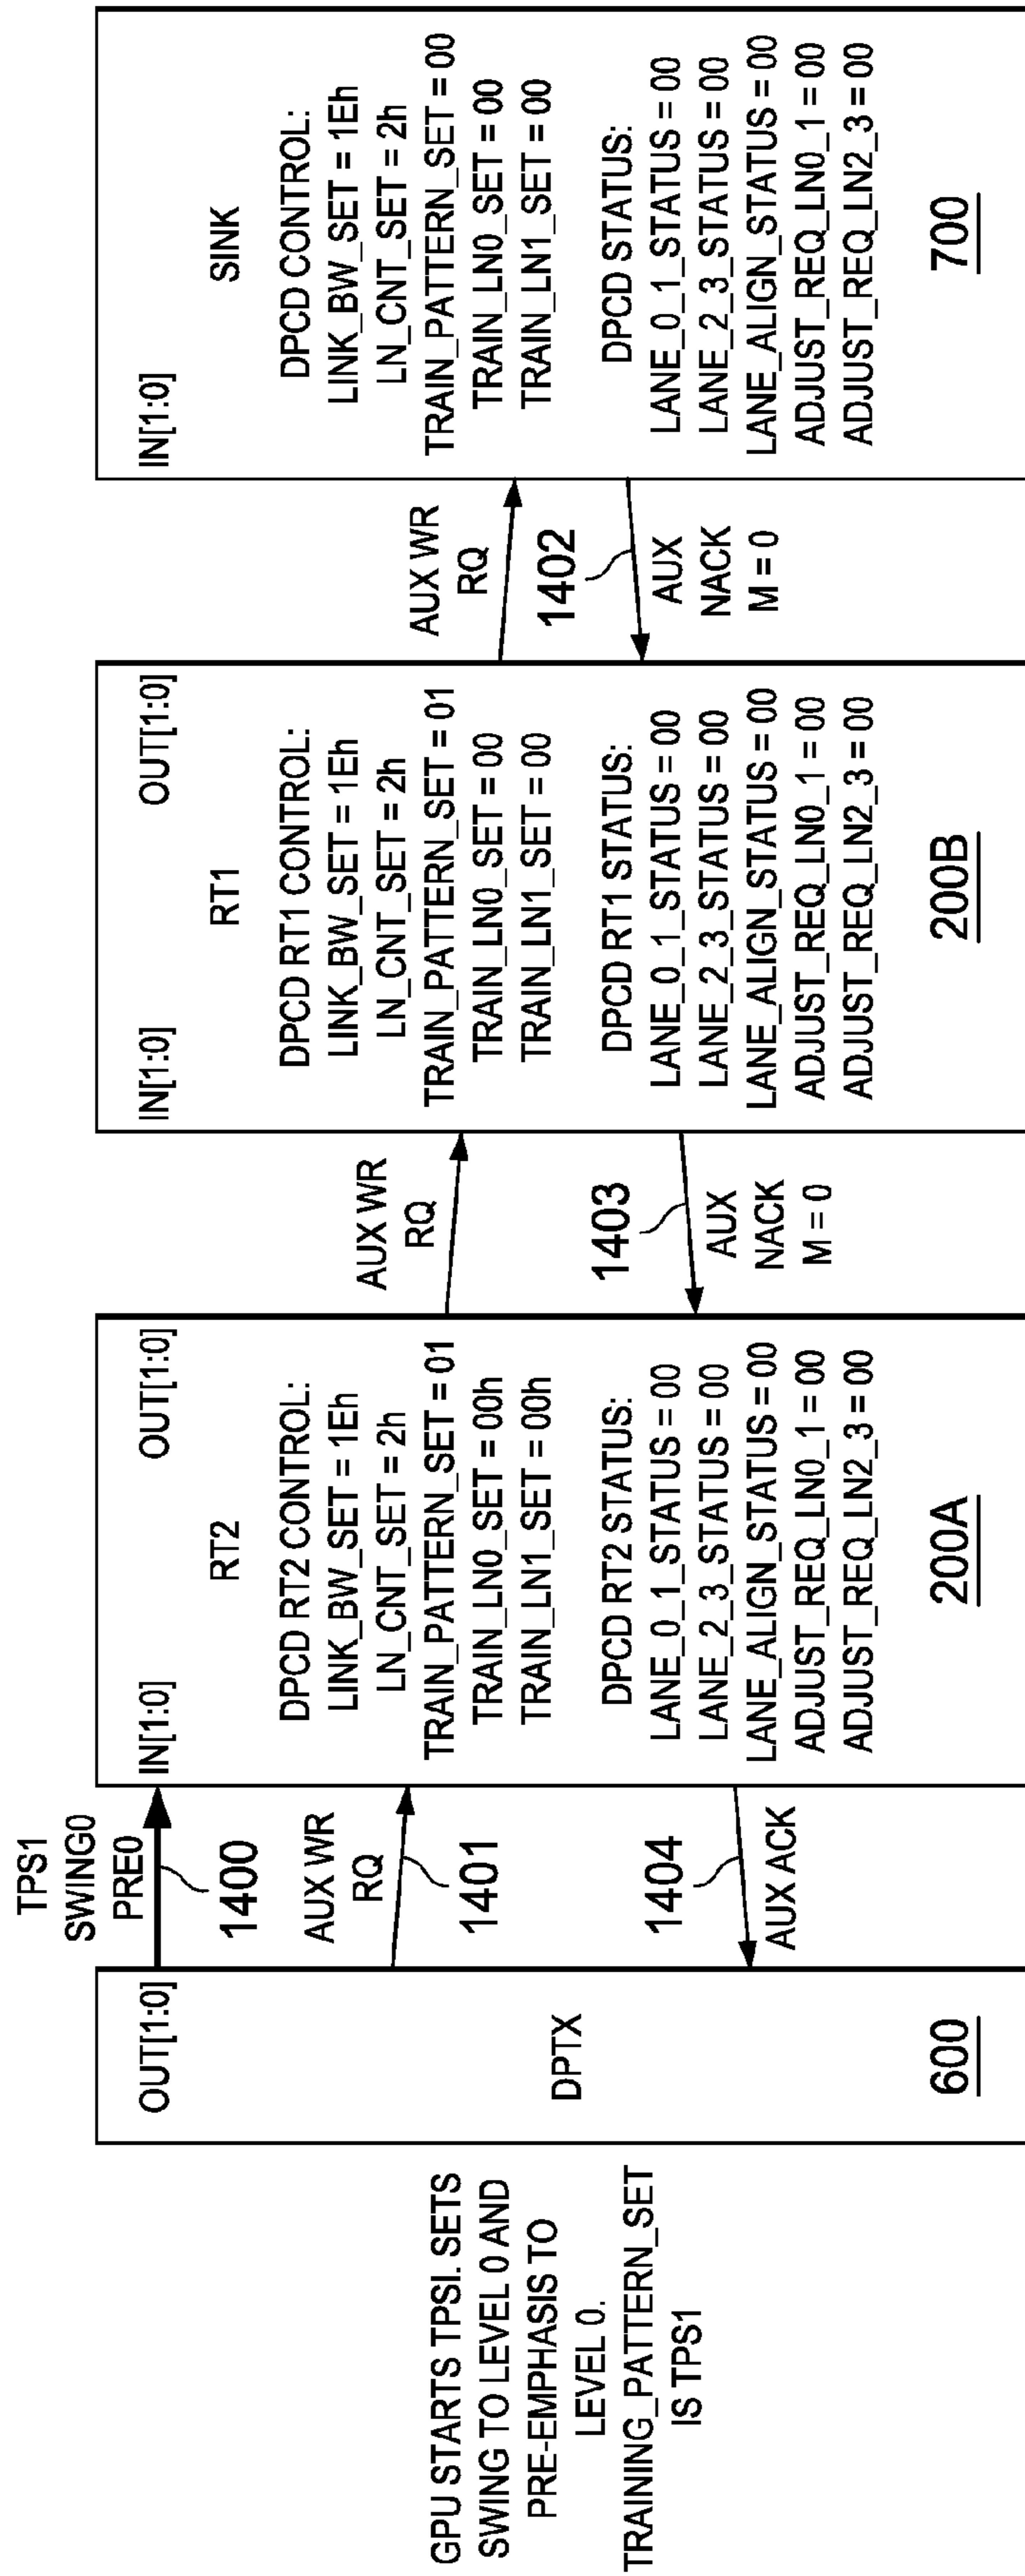 GPU STARTS TPSI. SETS
SWING TO LEVEL 0 AND
PRE-EMPHASIS TO
LEVEL 0.
TRAINING_PATTERN_SET
IS TPS1
OUT[1:0]
DPTX
600
TPS1
SWING0
PRE0
1400
AUX WR
RQ
1401
1404
AUX ACK
IN[1:0]
OUT[1:0]
RT2
DPCD RT2 CONTROL:
LINK_BW_SET = 1Eh
LN_CNT_SET = 2h
TRAIN_PATTERN_SET = 01
TRAIN_LN0_SET = 00h
TRAIN_LN1_SET = 00h
DPCD RT2 STATUS:
LANE_0_1_STATUS = 00
LANE_2_3_STATUS = 00
LANE_ALIGN_STATUS = 00
ADJUST_REQ_LN0_1 = 00
ADJUST_REQ_LN2_3 = 00
200A
AUX WR
RQ
1403
AUX
NACK
M = 0
IN[1:0]
OUT[1:0]
RT1
DPCD RT1 CONTROL:
LINK_BW_SET = 1Eh
LN_CNT_SET = 2h
TRAIN_PATTERN_SET = 01
TRAIN_LN0_SET = 00
TRAIN_LN1_SET = 00
DPCD RT1 STATUS:
LANE_0_1_STATUS = 00
LANE_2_3_STATUS = 00
LANE_ALIGN_STATUS = 00
ADJUST_REQ_LN0_1 = 00
ADJUST_REQ_LN2_3 = 00
200B
AUX WR
RQ
1402
AUX
NACK
M = 0
IN[1:0]
SINK
DPCD CONTROL:
LINK_BW_SET = 1Eh
LN_CNT_SET = 2h
TRAIN_PATTERN_SET = 00
TRAIN_LN0_SET = 00
TRAIN_LN1_SET = 00
DPCD STATUS:
LANE_0_1_STATUS = 00
LANE_2_3_STATUS = 00
LANE_ALIGN_STATUS = 00
ADJUST_REQ_LN0_1 = 00
ADJUST_REQ_LN2_3 = 00
700